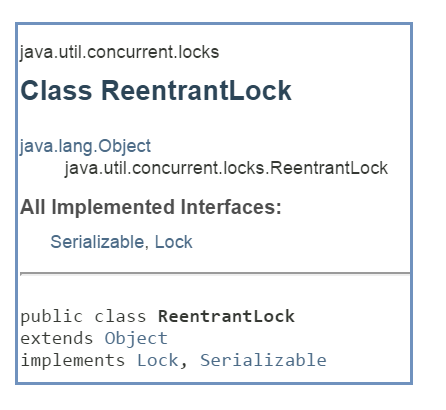 java.util.concurrent.locks
Class ReentrantLock
java.lang.Object
java.util.concurrent.locks.ReentrantLock
All Implemented Interfaces:
Serializable, Lock
public class ReentrantLock
extends Object
implements Lock, Serializable